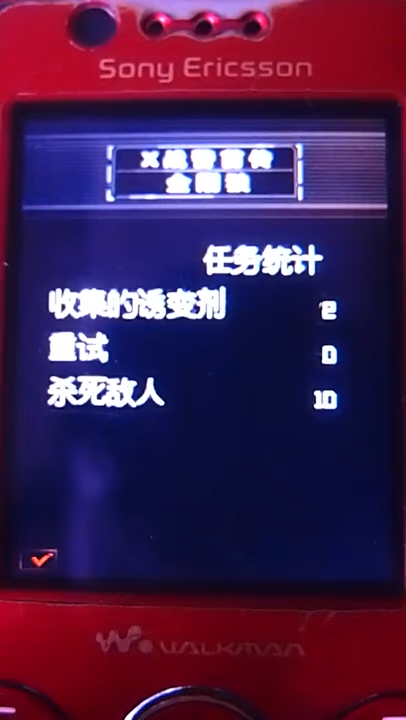 Sony Ericsson
X战警前传
金刚狼
任务统计
收集的诱变剂 2
重试 0
杀死敌人 10
WALKMAN